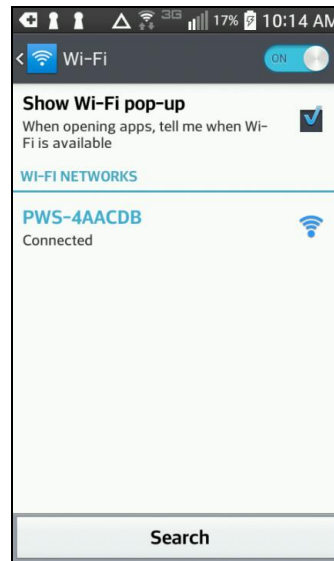 3G 17% 10:14 AM
Wi-Fi ON
Show Wi-Fi pop-up
When opening apps, tell me when Wi-
Fi is available
WI-FI NETWORKS
PWS-4AACDB
Connected
Search